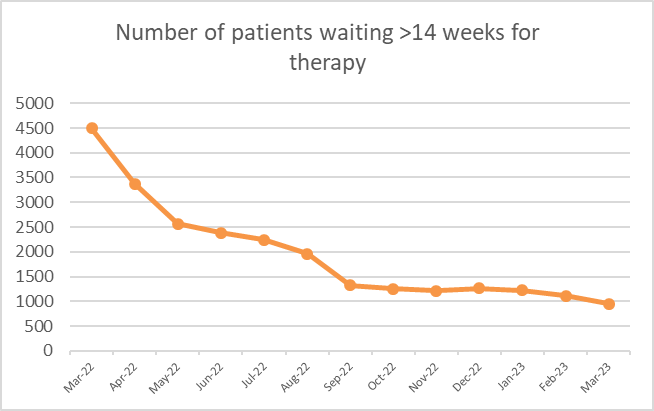 Number of patients waiting >14 weeks for
therapy
5000
4500
4000
3500
3000
2500
2000
1500
1000
500
0
Mar-22
Apr-22
May-22
Jun-22
Jul-22
Aug-22
Sep-22
Oct-22
Nov-22
Dec-22
Jan-23
Feb-23
Mar-23